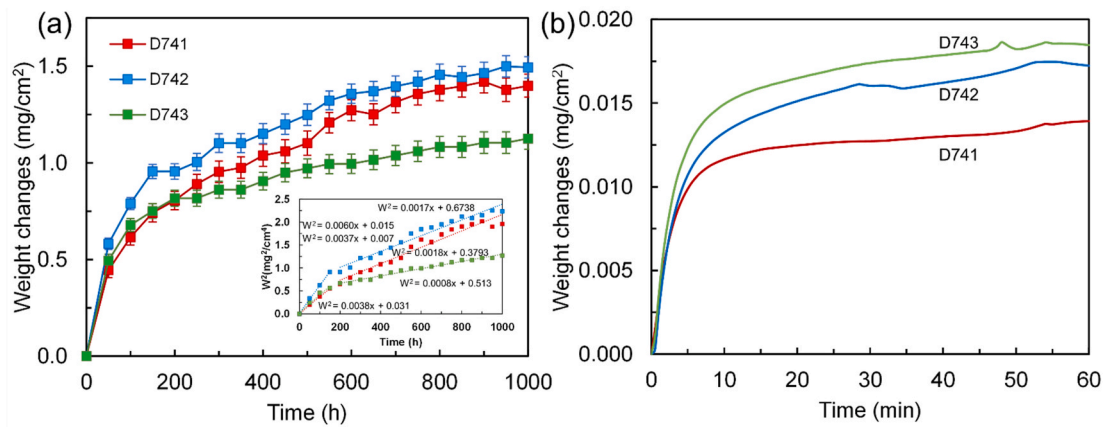 (a)
D741
D742
D743
Weight changes (mg/cm2)
1.5
1.0
0.5
0.0
0 200 400 600 800 1000
Time (h)
W² = 0.0017x + 0.6738
W² = 0.0060x + 0.015
W² = 0.0037x + 0.007
W² = 0.0018x + 0.3793
W² = 0.0008x + 0.513
W² = 0.0038x + 0.031
W²(mg²/cm⁴)
2.5
2.0
1.5
1.0
0.5
0.0
0 200 400 600 800 1000
Time (h)
(b)
Weight changes (mg/cm2)
0.020
0.015
0.010
0.005
0.000
D743
D742
D741
0 10 20 30 40 50 60
Time (min)